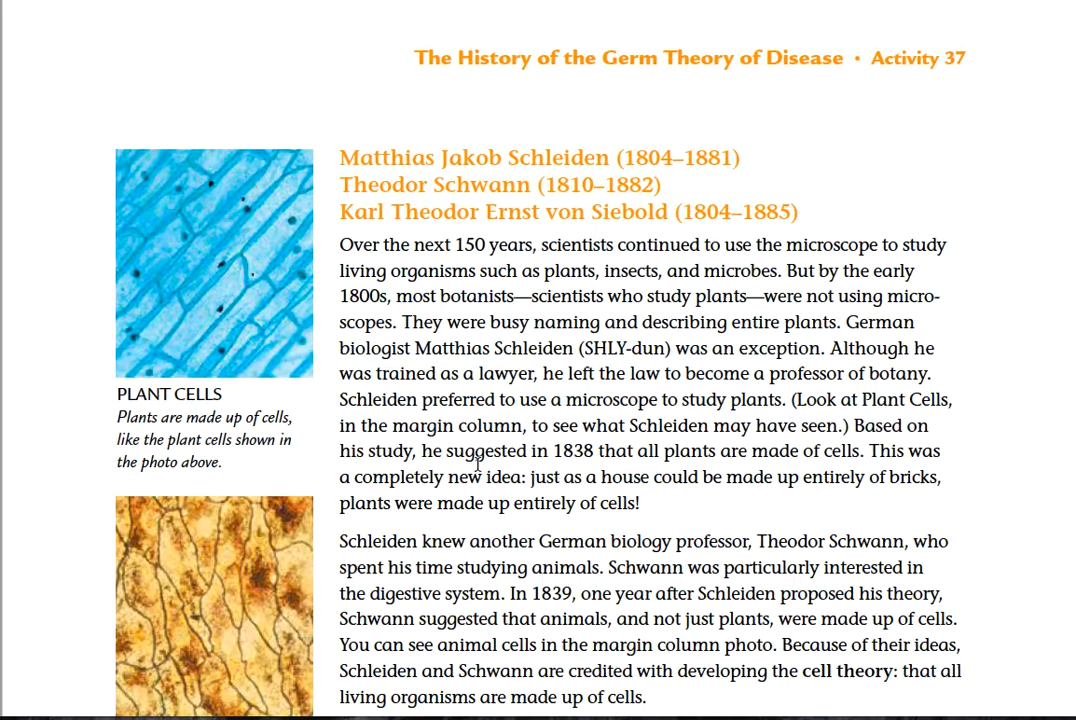 The History of the Germ Theory of Disease • Activity 37
Matthias Jakob Schleiden (1804–1881)
Theodor Schwann (1810–1882)
Karl Theodor Ernst von Siebold (1804–1885)
Over the next 150 years, scientists continued to use the microscope to study
living organisms such as plants, insects, and microbes. But by the early
1800s, most botanists—scientists who study plants—were not using micro-
scopes. They were busy naming and describing entire plants. German
biologist Matthias Schleiden (SHLY-dun) was an exception. Although he
was trained as a lawyer, he left the law to become a professor of botany.
Schleiden preferred to use a microscope to study plants. (Look at Plant Cells,
in the margin column, to see what Schleiden may have seen.) Based on
his study, he suggested in 1838 that all plants are made of cells. This was
a completely new idea: just as a house could be made up entirely of bricks,
plants were made up entirely of cells!
Schleiden knew another German biology professor, Theodor Schwann, who
spent his time studying animals. Schwann was particularly interested in
the digestive system. In 1839, one year after Schleiden proposed his theory,
Schwann suggested that animals, and not just plants, were made up of cells.
You can see animal cells in the margin column photo. Because of their ideas,
Schleiden and Schwann are credited with developing the cell theory: that all
living organisms are made up of cells.
PLANT CELLS
Plants are made up of cells,
like the plant cells shown in
the photo above.